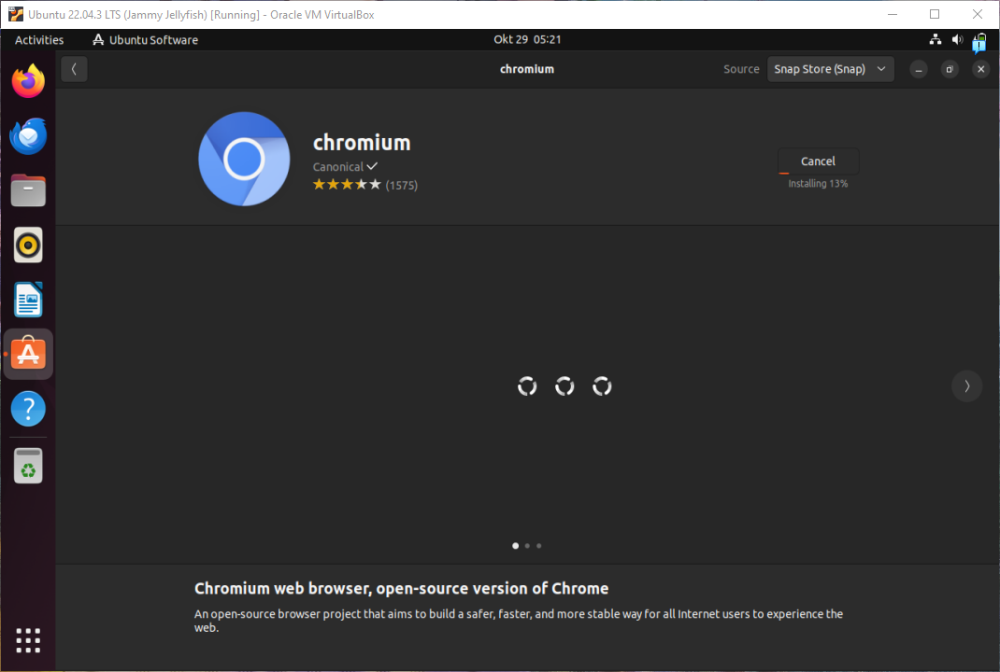 Ubuntu 22.04.3 LTS (Jammy Jellyfish) [Running] - Oracle VM VirtualBox
Activities Ubuntu Software Okt 29 05:21
chromium Source Snap Store (Snap)
chromium
Canonical
(1575)
Cancel
Installing 13%
Chromium web browser, open-source version of Chrome
An open-source browser project that aims to build a safer, faster, and more stable way for all Internet users to experience the
web.